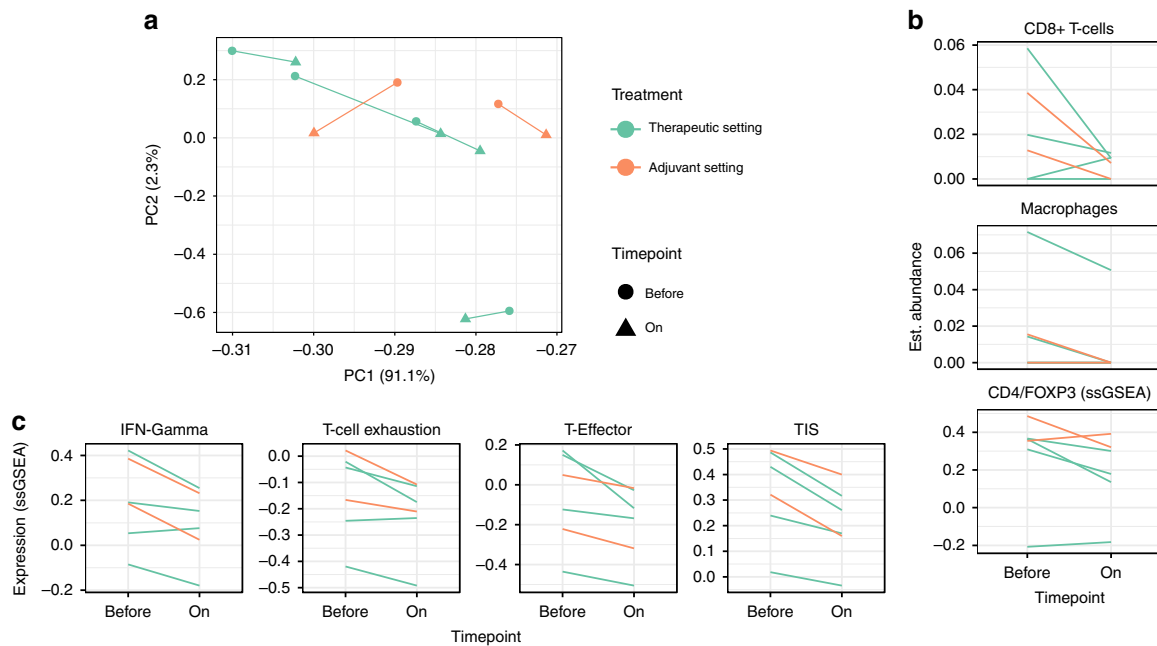 a
0.2
0.0
−0.2
−0.4
−0.6
PC2 (2.3%)
−0.31
−0.30
−0.29
−0.28
−0.27
PC1 (91.1%)
Treatment
Therapeutic setting
Adjuvant setting
Timepoint
Before
On
b
CD8+ T-cells
0.06
0.04
0.02
0.00
Macrophages
0.06
0.04
0.02
0.00
Est. abundance
CD4/FOXP3 (ssGSEA)
0.4
0.2
0.0
−0.2
Before
On
Timepoint
c
Expression (ssGSEA)
IFN-Gamma
0.4
0.2
0.0
−0.2
Before
On
T-cell exhaustion
0.0
−0.1
−0.2
−0.3
−0.4
−0.5
Before
On
T-Effector
0.2
0.0
−0.2
−0.4
Before
On
TIS
0.5
0.4
0.3
0.2
0.1
0.0
Before
On
Timepoint